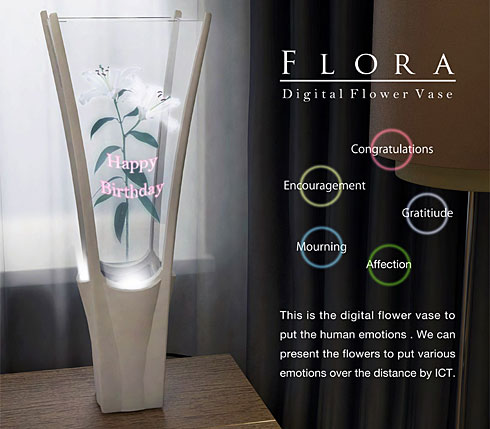 FLORA
Digital Flower Vase
Happy
Birthday
Congratulations
Encouragement
Gratitiude
Mourning
Affection
This is the digital flower vase to
put the human emotions . We can
present the flowers to put various
emotions over the distance by ICT.